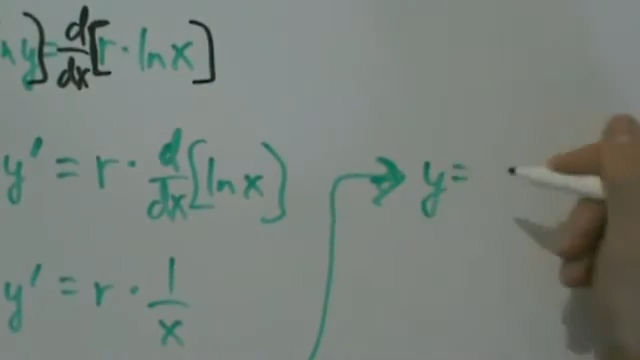 n y] = d/dx [r · ln x]
y' = r · d/dx [ln x]
y' = r · 1/x
y =